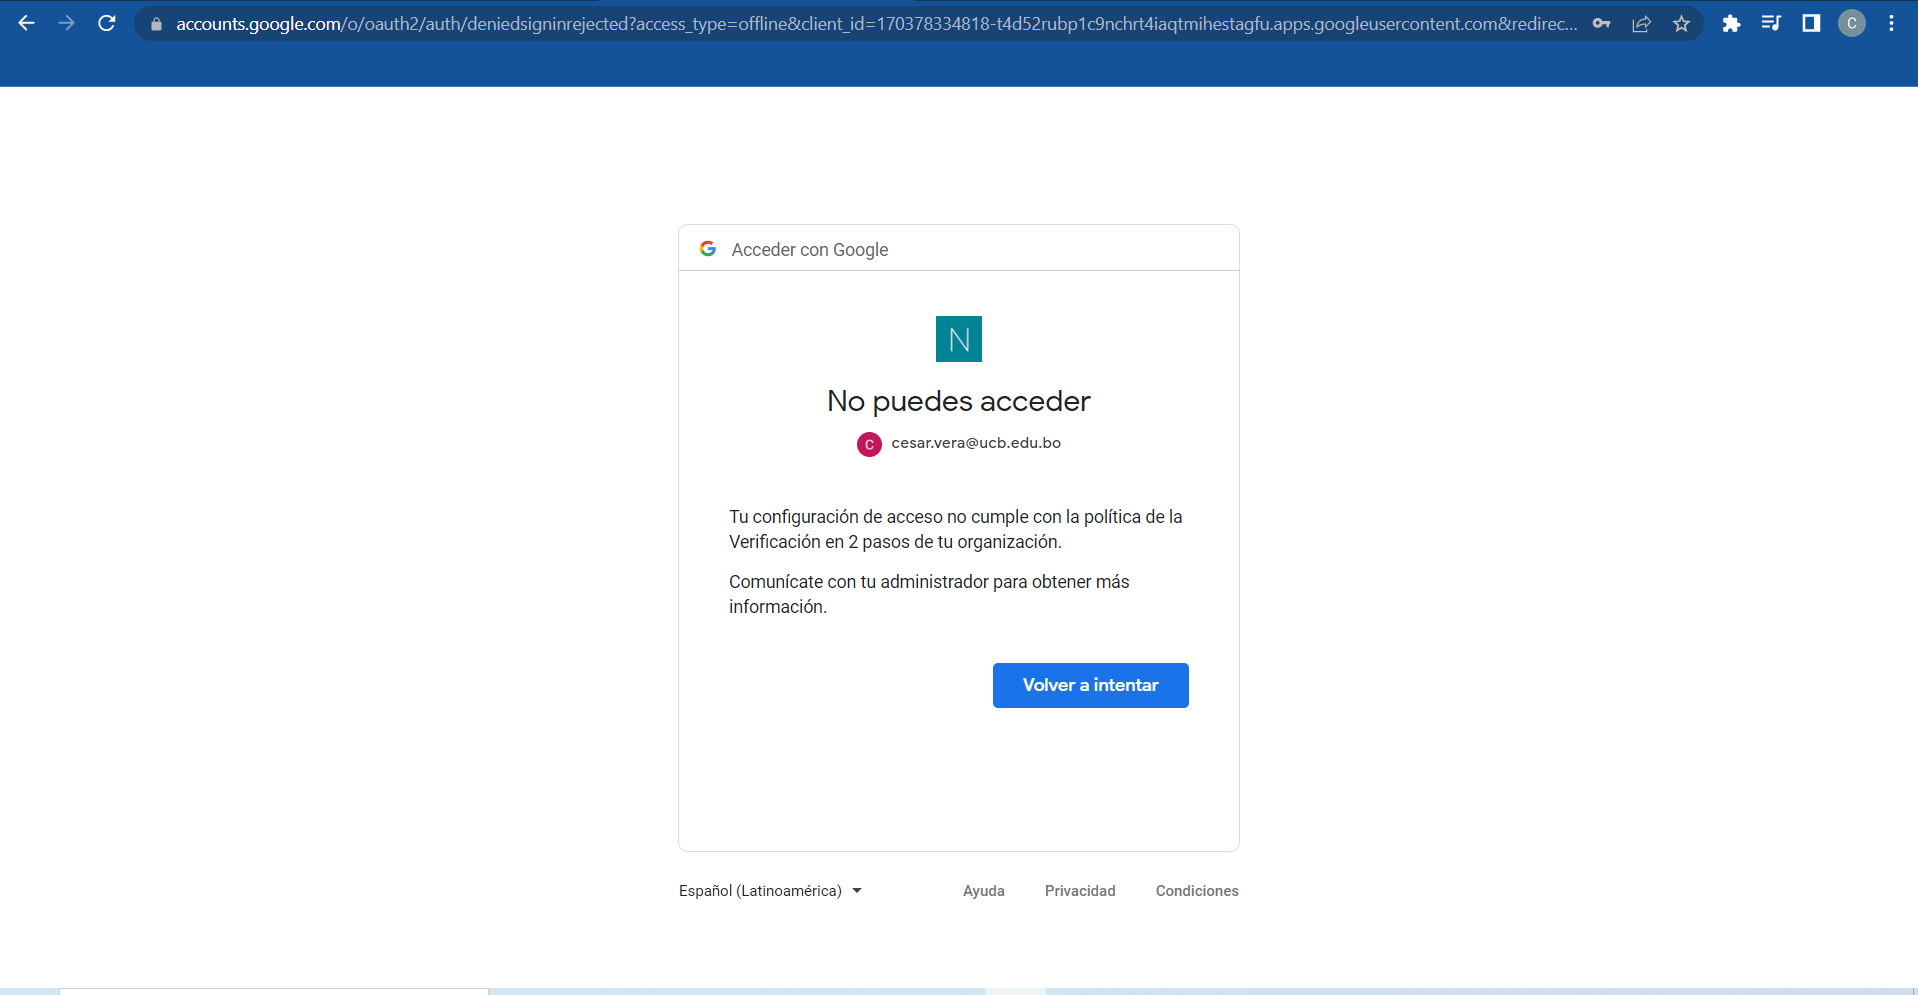 accounts.google.com/o/oauth2/auth/deniedsigninrejected?access_type=offline&client_id=170378334818-t4d52rubp1c9nchrt4iaqtmihestagfu.apps.googleusercontent.com&redirec...
C
G Acceder con Google
N
No puedes acceder
C cesar.vera@ucb.edu.bo
Tu configuración de acceso no cumple con la política de la
Verificación en 2 pasos de tu organización.
Comunícate con tu administrador para obtener más
información.
Volver a intentar
Español (Latinoamérica) Ayuda Privacidad Condiciones